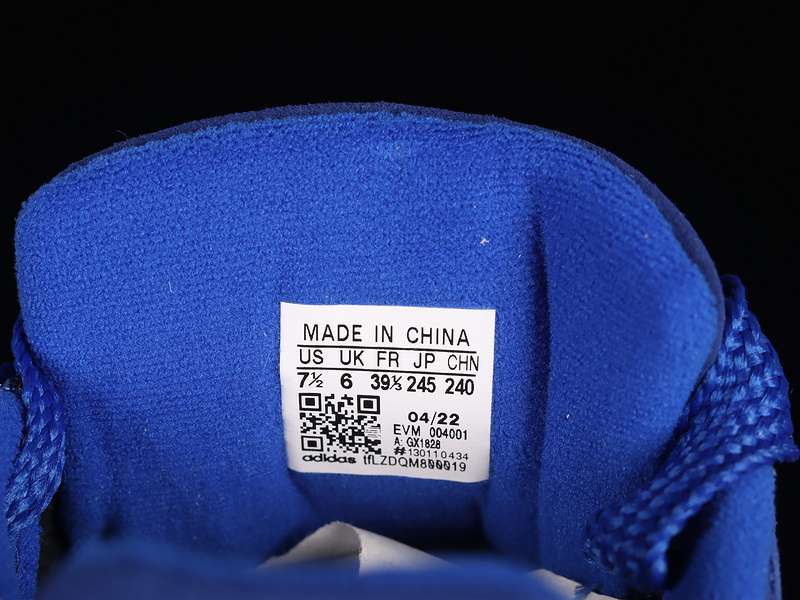 MADE IN CHINA
US UK FR JP CHN
7½ 6 39⅓ 245 240
04/22
EVM 004001
A: GX1828
#130110434
adidas tfLZDQM800019